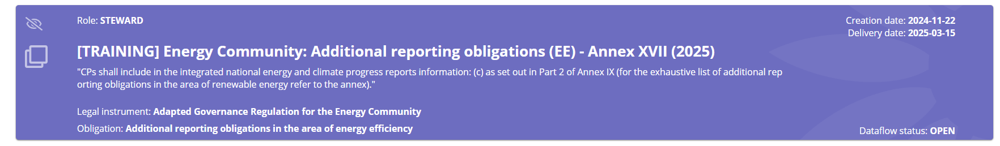 Role: STEWARD
Creation date: 2024-11-22
Delivery date: 2025-03-15
[TRAINING] Energy Community: Additional reporting obligations (EE) - Annex XVII (2025)
"CPs shall include in the integrated national energy and climate progress reports information: (c) as set out in Part 2 of Annex IX (for the exhaustive list of additional rep
orting obligations in the area of renewable energy refer to the annex)."
Legal instrument: Adapted Governance Regulation for the Energy Community
Obligation: Additional reporting obligations in the area of energy efficiency
Dataflow status: OPEN